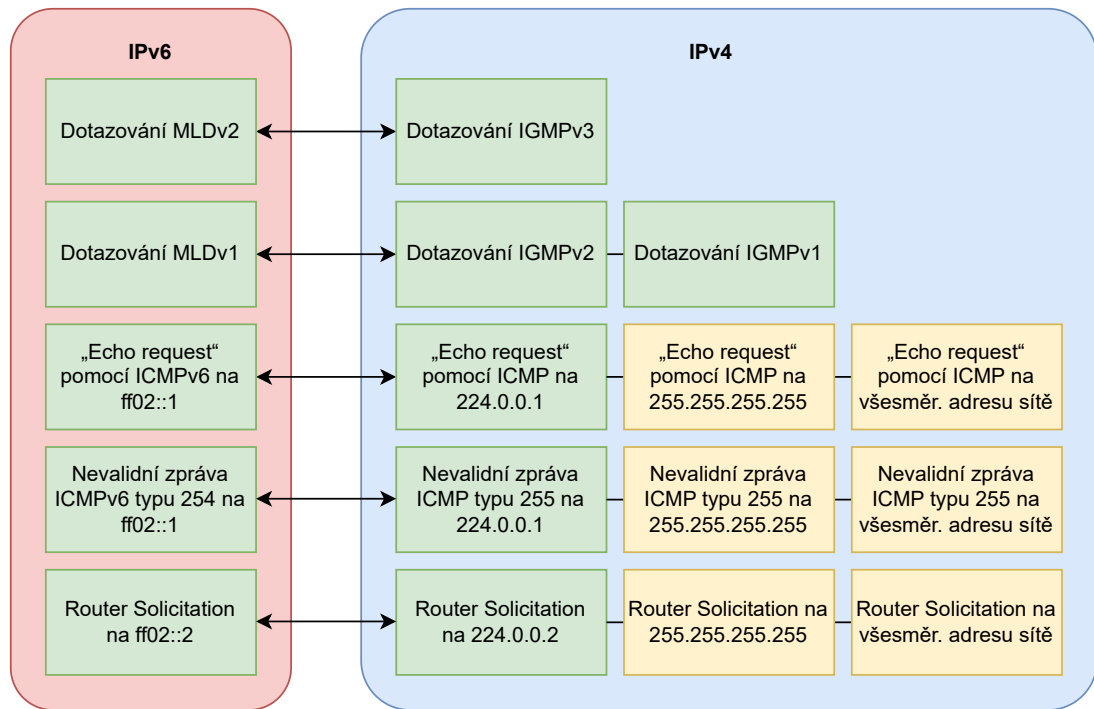 IPv6
IPv4
Dotazování MLDv2
Dotazování IGMPv3
Dotazování MLDv1
Dotazování IGMPv2
Dotazování IGMPv1
„Echo request“
pomocí ICMPv6 na
ff02::1
„Echo request“
pomocí ICMP na
224.0.0.1
„Echo request“
pomocí ICMP na
255.255.255.255
„Echo request“
pomocí ICMP na
všesměr. adresu sítě
Nevalidní zpráva
ICMPv6 typu 254 na
ff02::1
Nevalidní zpráva
ICMP typu 255 na
224.0.0.1
Nevalidní zpráva
ICMP typu 255 na
255.255.255.255
Nevalidní zpráva
ICMP typu 255 na
všesměr. adresu sítě
Router Solicitation
na ff02::2
Router Solicitation
na 224.0.0.2
Router Solicitation na
255.255.255.255
Router Solicitation na
všesměr. adresu sítě